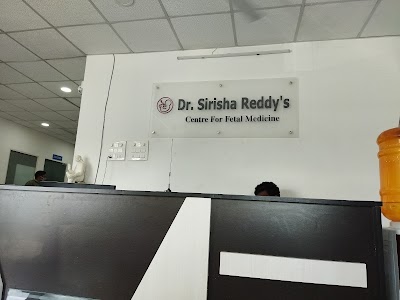 Dr. Sirisha Reddy's
Centre For Fetal Medicine